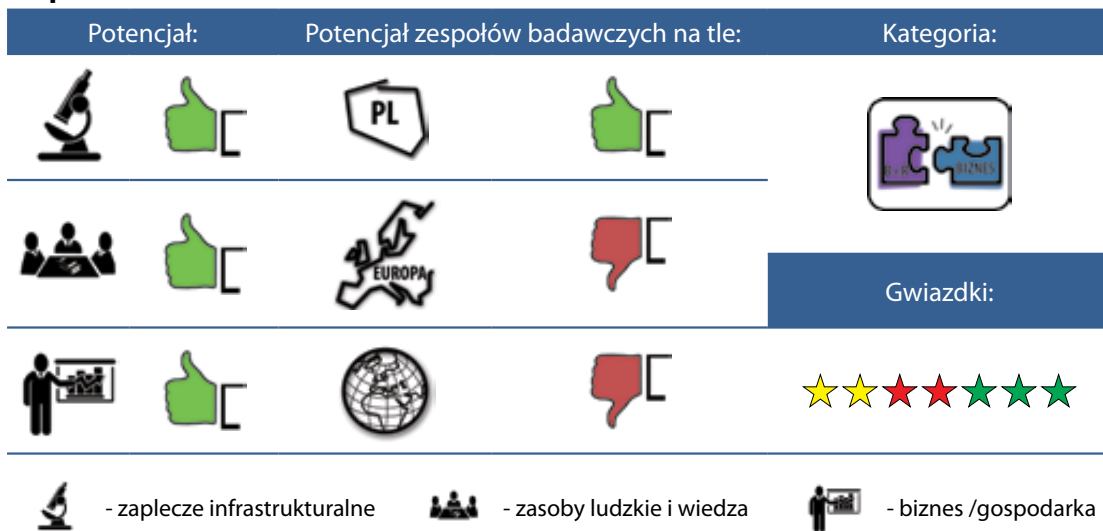 Potencjał: Potencjał zespołów badawczych na tle: Kategoria:
PL
B+R BIZNES
EUROPA
Gwiazdki:
- zaplecze infrastrukturalne - zasoby ludzkie i wiedza - biznes /gospodarka